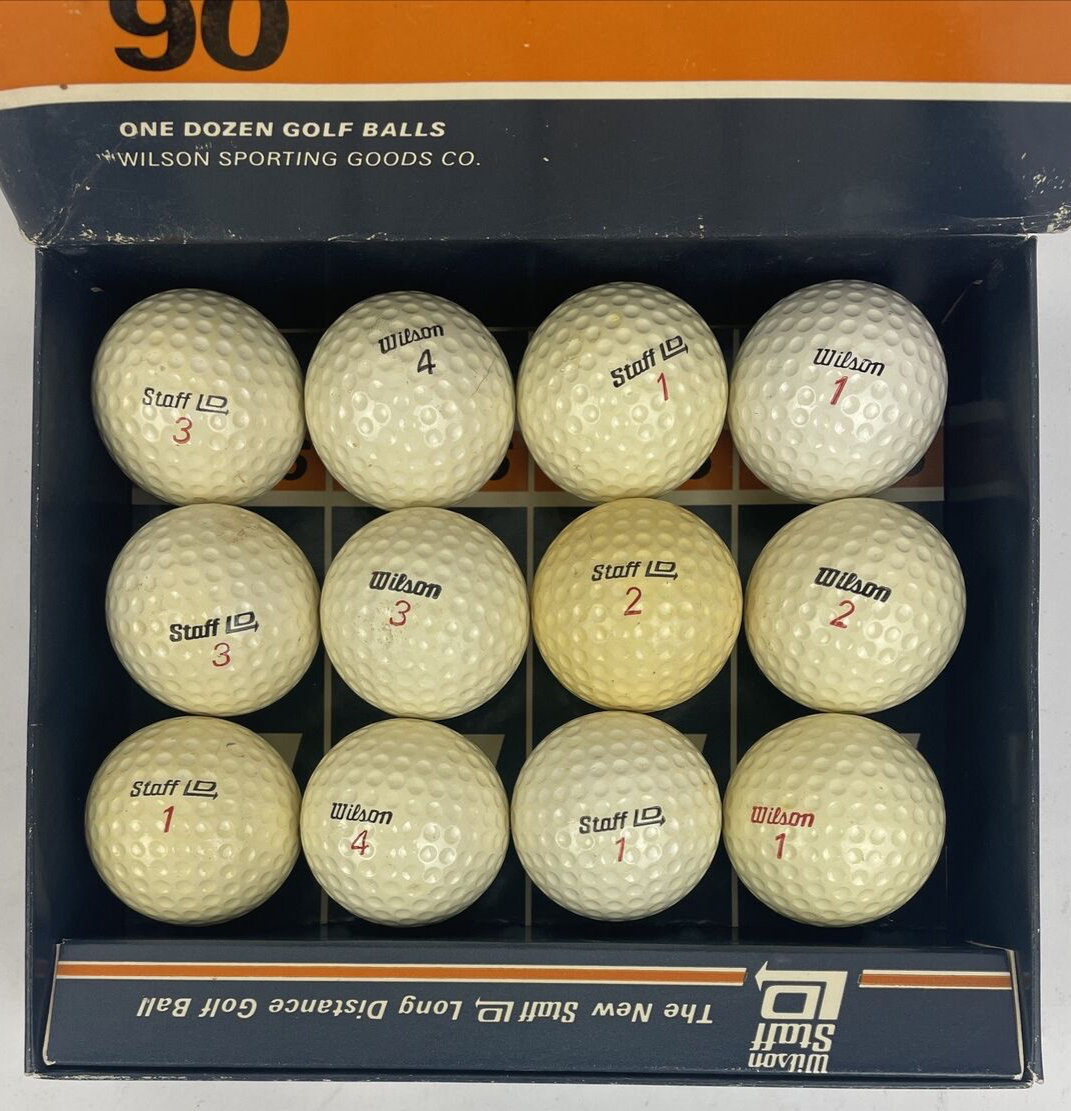 90
ONE DOZEN GOLF BALLS
WILSON SPORTING GOODS CO.
Staff LD
3
Wilson
4
Staff LD
1
Wilson
1
Staff LD
3
Wilson
3
Staff LD
2
Wilson
2
Staff LD
1
Wilson
4
Staff LD
1
Wilson
1
Wilson
Staff
LD
The New Staff LD, Long Distance Golf Ball